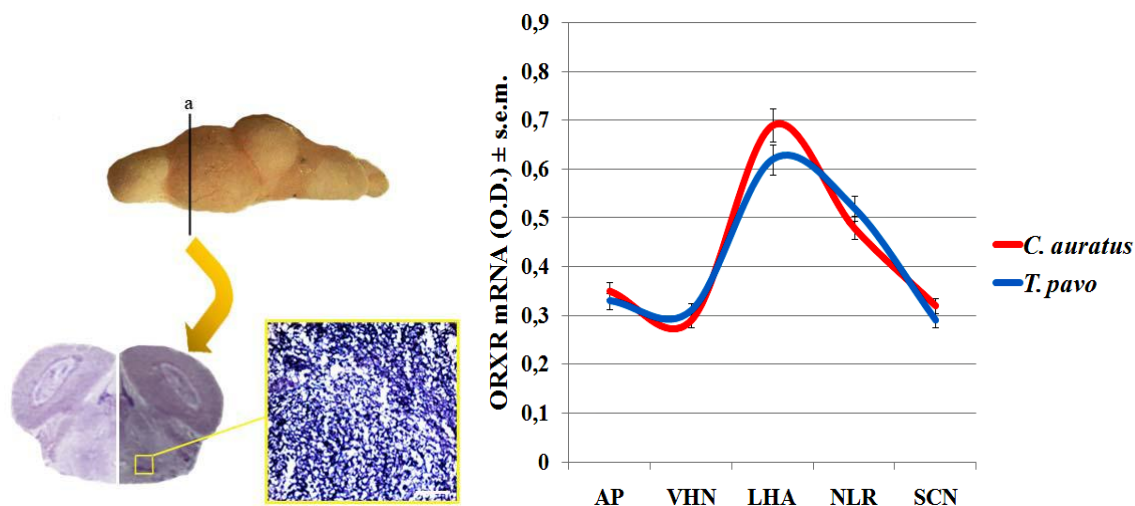 a
ORXR mRNA (O.D.) ± s.e.m.
0,9
0,8
0,7
0,6
0,5
0,4
0,3
0,2
0,1
0
AP VHN LHA NLR SCN
C. auratus
T. pavo